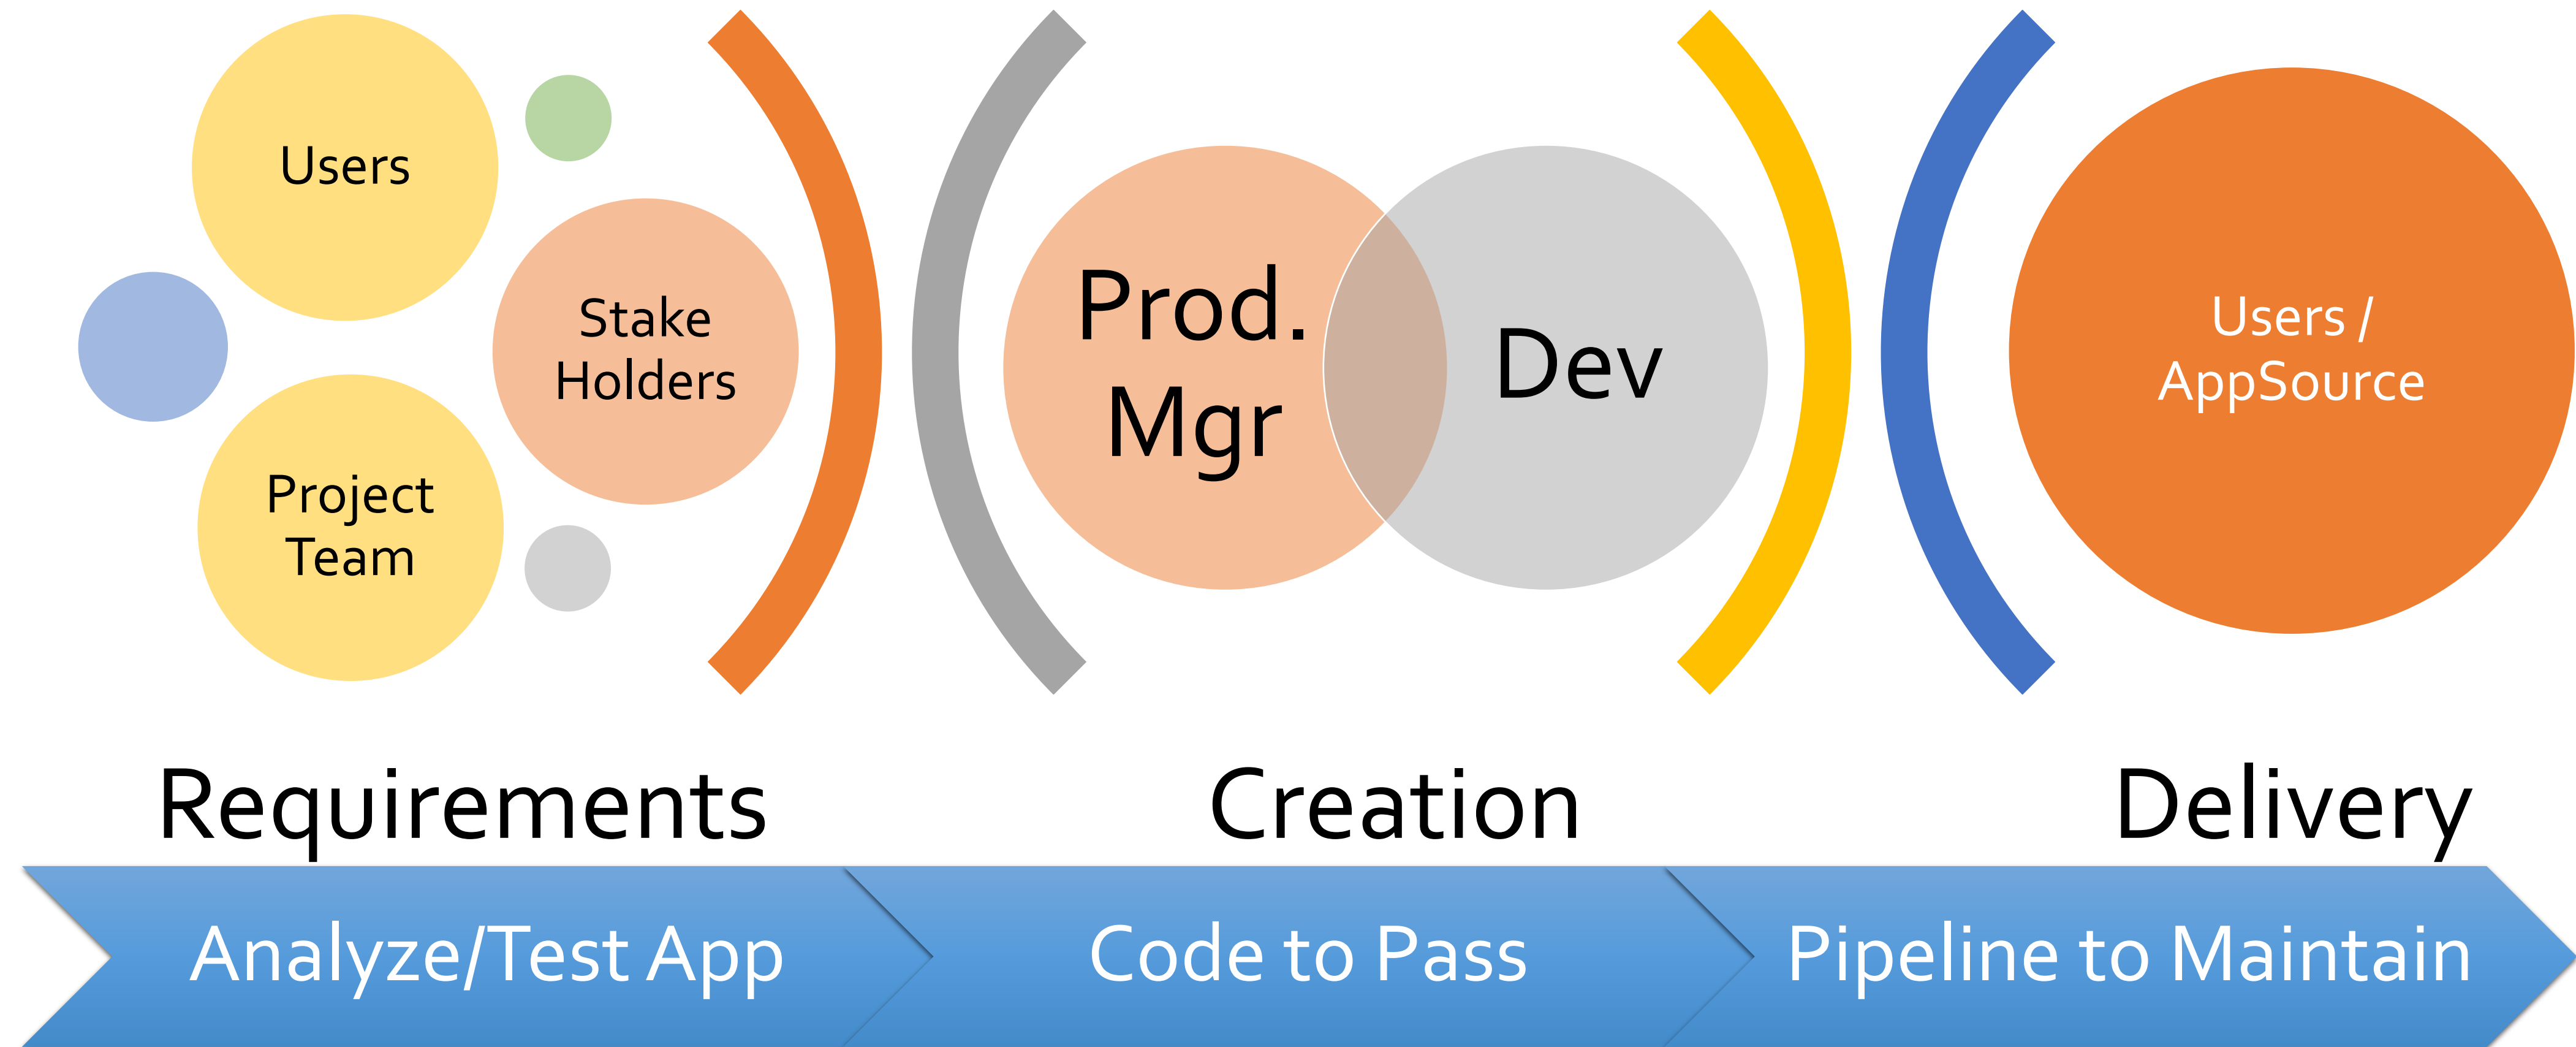 Users
Stake
Holders
Project
Team
Prod.
Mgr
Dev
Users /
AppSource
Requirements
Creation
Delivery
Analyze/Test App
Code to Pass
Pipeline to Maintain